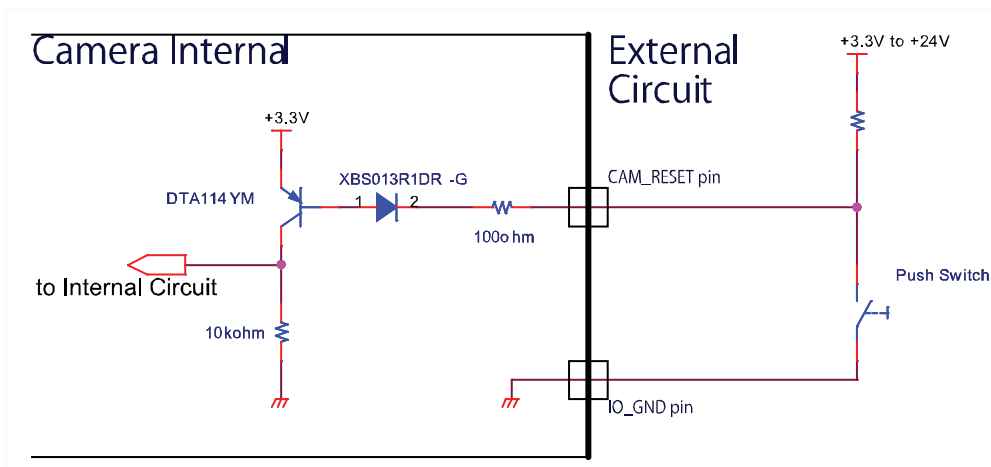 Camera Internal
External
Circuit
+3.3V to +24V
+3.3V
XBS013R1DR -G
DTA114 YM
1
2
CAM_RESET pin
100o hm
to Internal Circuit
Push Switch
10kohm
IO_GND pin